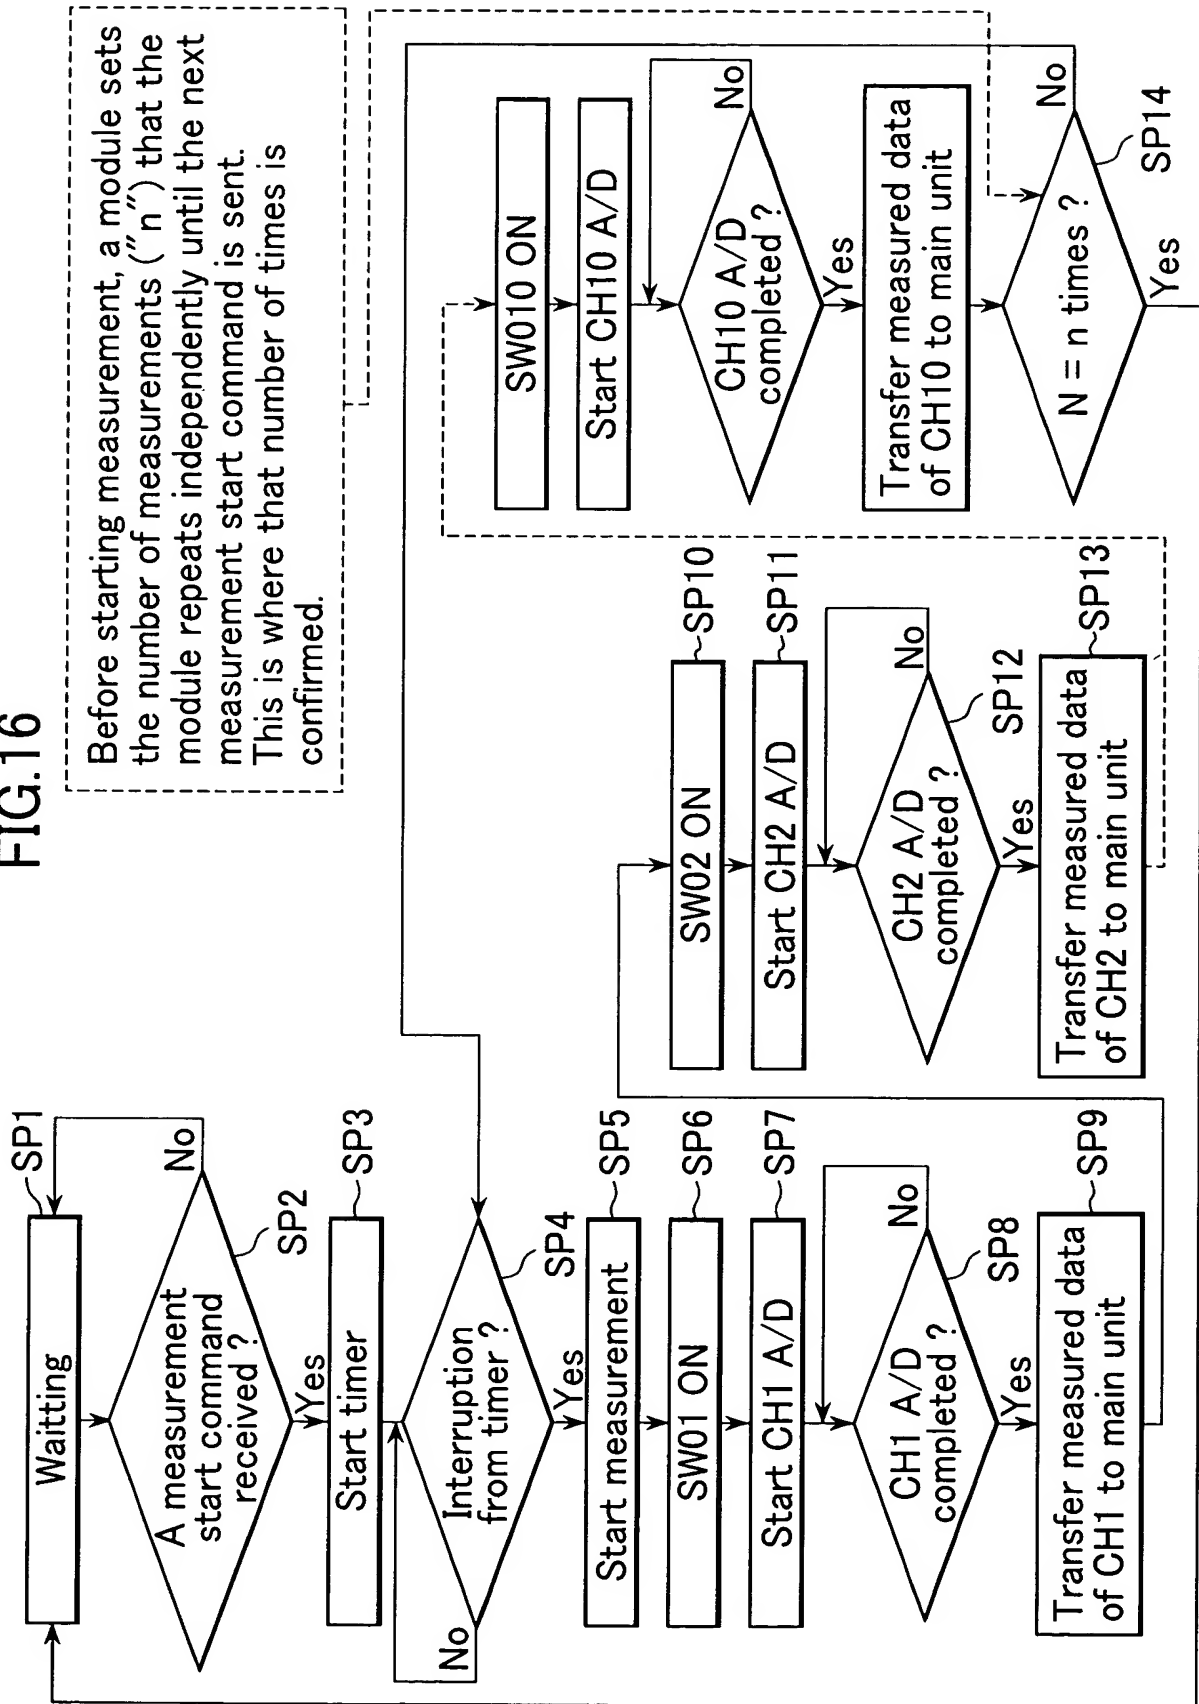 FIG.16
Before starting measurement, a module sets
the number of measurements ("n") that the
module repeats independently until the next
measurement start command is sent.
This is where that number of times is
confirmed.
Waitting
SP1
A measurement
start command
received ?
No
SP2
Yes
Start timer
SP3
Interruption
from timer ?
No
SP4
Yes
Start measurement
SP5
SW01 ON
SP6
Start CH1 A/D
SP7
CH1 A/D
completed ?
No
SP8
Yes
Transfer measured data
of CH1 to main unit
SP9
SW02 ON
SP10
Start CH2 A/D
SP11
CH2 A/D
completed ?
No
SP12
Yes
Transfer measured data
of CH2 to main unit
SP13
SW010 ON
Start CH10 A/D
CH10 A/D
completed ?
No
Yes
Transfer measured data
of CH10 to main unit
N = n times ?
No
SP14
Yes